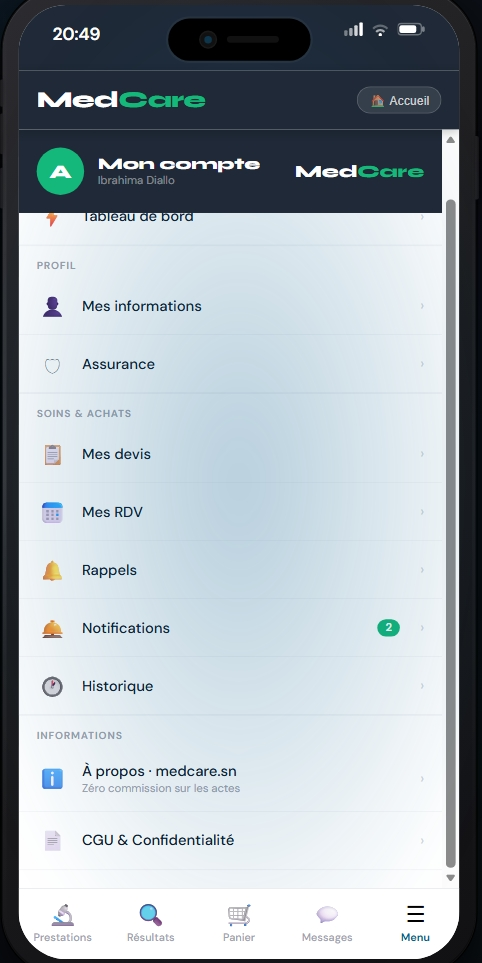 20:49
MedCare
Accueil
A
Mon compte
Ibrahima Diallo
MedCare
Tableau de bord
PROFIL
Mes informations
Assurance
SOINS & ACHATS
Mes devis
Mes RDV
Rappels
Notifications
2
Historique
INFORMATIONS
À propos · medcare.sn
Zéro commission sur les actes
CGU & Confidentialité
Prestations
Résultats
Panier
Messages
Menu